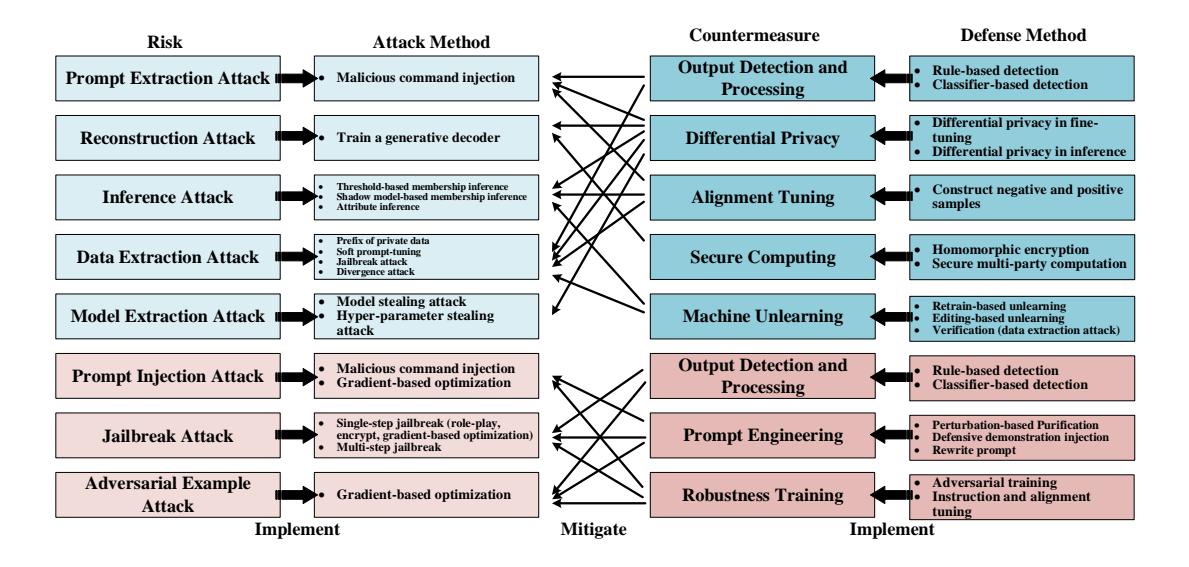 Risk
Attack Method
Countermeasure
Defense Method
Prompt Extraction Attack
• Malicious command injection
Output Detection and
Processing
• Rule-based detection
• Classifier-based detection
Reconstruction Attack
• Train a generative decoder
Differential Privacy
• Differential privacy in fine-
tuning
• Differential privacy in inference
Inference Attack
• Threshold-based membership inference
• Shadow model-based membership inference
• Attribute inference
Alignment Tuning
• Construct negative and positive
samples
Data Extraction Attack
• Prefix of private data
• Soft prompt-tuning
• Jailbreak attack
• Divergence attack
Secure Computing
• Homomorphic encryption
• Secure multi-party computation
Model Extraction Attack
• Model stealing attack
• Hyper-parameter stealing
attack
Machine Unlearning
• Retrain-based unlearning
• Editing-based unlearning
• Verification (data extraction attack)
Prompt Injection Attack
• Malicious command injection
• Gradient-based optimization
Output Detection and
Processing
• Rule-based detection
• Classifier-based detection
Jailbreak Attack
• Single-step jailbreak (role-play,
encrypt, gradient-based optimization)
• Multi-step jailbreak
Prompt Engineering
• Perturbation-based Purification
• Defensive demonstration injection
• Rewrite prompt
Adversarial Example
Attack
• Gradient-based optimization
Robustness Training
• Adversarial training
• Instruction and alignment
tuning
Implement
Mitigate
Implement